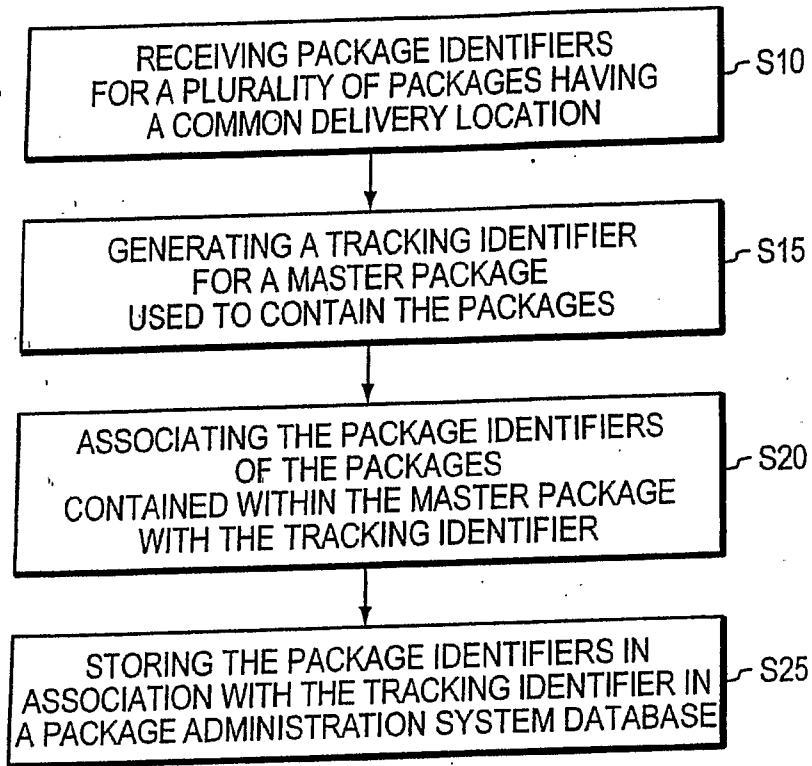 RECEIVING PACKAGE IDENTIFIERS
FOR A PLURALITY OF PACKAGES HAVING
A COMMON DELIVERY LOCATION
S10
GENERATING A TRACKING IDENTIFIER
FOR A MASTER PACKAGE
USED TO CONTAIN THE PACKAGES
S15
ASSOCIATING THE PACKAGE IDENTIFIERS
OF THE PACKAGES
CONTAINED WITHIN THE MASTER PACKAGE
WITH THE TRACKING IDENTIFIER
S20
STORING THE PACKAGE IDENTIFIERS IN
ASSOCIATION WITH THE TRACKING IDENTIFIER IN
A PACKAGE ADMINISTRATION SYSTEM DATABASE
S25